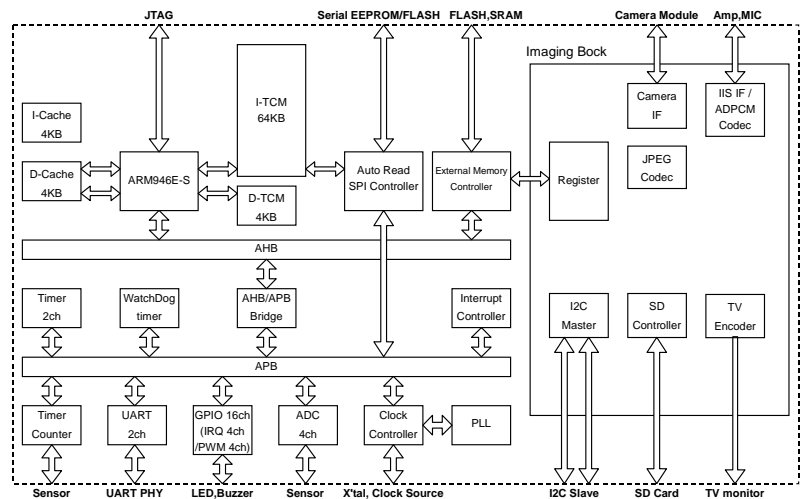 JTAG
Serial EEPROM/FLASH
FLASH,SRAM
Camera Module
Amp,MIC
Imaging Bock
I-Cache
4KB
I-TCM
64KB
Camera
IF
IIS IF /
ADPCM
Codec
D-Cache
4KB
ARM946E-S
D-TCM
4KB
Auto Read
SPI Controller
External Memory
Controller
Register
JPEG
Codec
AHB
Timer
2ch
WatchDog
timer
AHB/APB
Bridge
Interrupt
Controller
I2C
Master
SD
Controller
TV
Encoder
APB
Timer
Counter
UART
2ch
GPIO 16ch
(IRQ 4ch
/PWM 4ch)
ADC
4ch
Clock
Controller
PLL
Sensor
UART PHY
LED,Buzzer
Sensor
X'tal, Clock Source
I2C Slave
SD Card
TV monitor